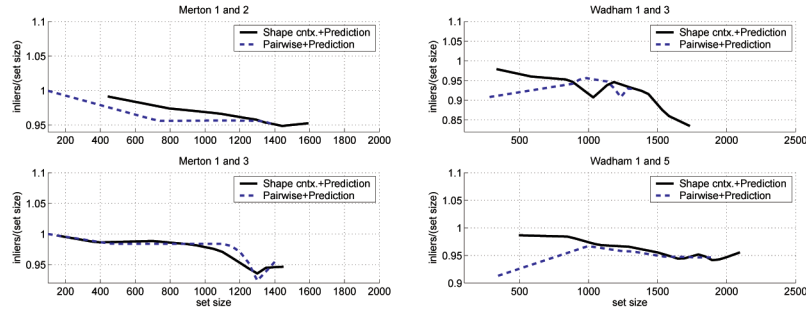 Merton 1 and 2
1.1
1.05
1
0.95
inliers/(set size)
Shape cntx.+Prediction
Pairwise+Prediction
200 400 600 800 1000 1200 1400 1600 1800 2000
Wadham 1 and 3
1.1
1.05
1
0.95
0.9
0.85
inliers/(set size)
Shape cntx.+Prediction
Pairwise+Prediction
500 1000 1500 2000 2500
Merton 1 and 3
1.1
1.05
1
0.95
inliers/(set size)
Shape cntx.+Prediction
Pairwise+Prediction
200 400 600 800 1000 1200 1400 1600 1800 2000
set size
Wadham 1 and 5
1.1
1.05
1
0.95
0.9
inliers/(set size)
Shape cntx.+Prediction
Pairwise+Prediction
500 1000 1500 2000 2500
set size